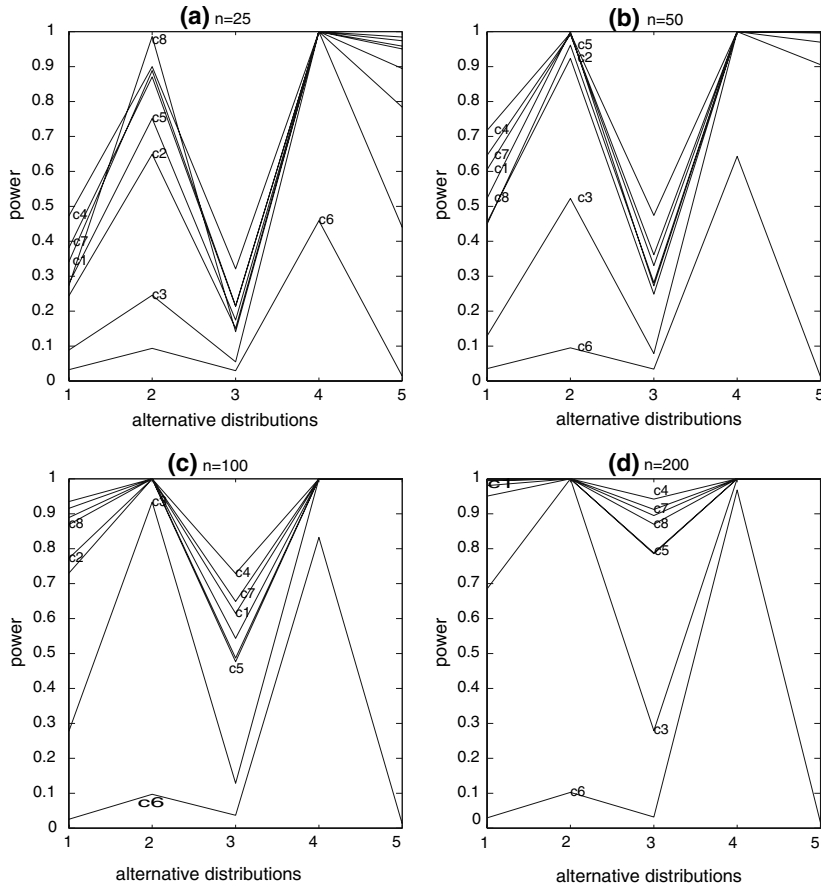 (a) n=25
1
0.9
0.8
0.7
0.6
0.5
0.4
0.3
0.2
0.1
0
power
c8
c5
c2
c4
c7
c1
c3
c6
1 2 3 4 5
alternative distributions
(b) n=50
1
0.9
0.8
0.7
0.6
0.5
0.4
0.3
0.2
0.1
0
power
c5
c2
c4
c7
c1
c8
c3
c6
1 2 3 4 5
alternative distributions
(c) n=100
1
0.9
0.8
0.7
0.6
0.5
0.4
0.3
0.2
0.1
0
power
c3
c8
c2
c4
c7
c1
c5
c6
1 2 3 4 5
alternative distributions
(d) n=200
1
0.9
0.8
0.7
0.6
0.5
0.4
0.3
0.2
0.1
0
power
c1
c4
c7
c8
c5
c3
c6
1 2 3 4 5
alternative distributions